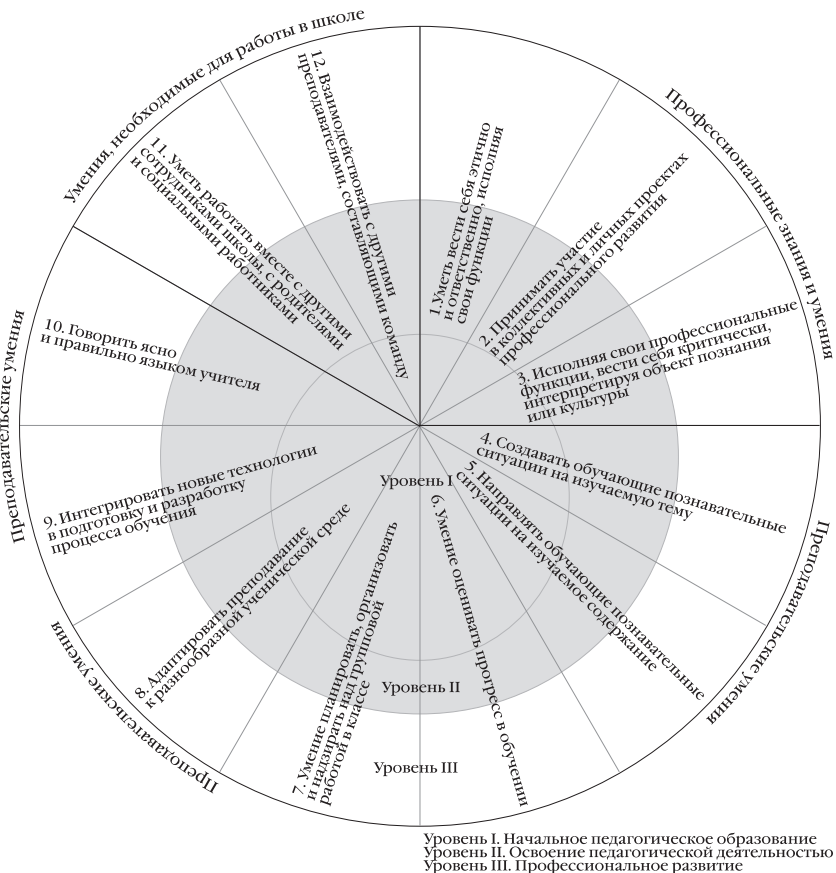 Умения, необходимые для работы в школе
Профессиональные знания и умения
Преподавательские умения
Преподавательские умения
Преподавательские умения
1.Уметь вести себя этично
и ответственно, исполняя
свои функции
2. Принимать участие
в коллективных и личных проектах
профессионального развития
3. Исполняя свои профессиональные
функции, вести себя критически,
интерпретируя объект познания
или культуры
4. Создавать обучающие познавательные
ситуации на изучаемую тему
5. Направлять обучающие познавательные
ситуации на изучаемое содержание
6. Умение оценивать прогресс в обучении
7. Умение планировать, организовать
и надзирать над групповой
работой в классе
8. Адаптировать преподавание
к разнообразной ученической среде
9. Интегрировать новые технологии
в подготовку и разработку
процесса обучения
10. Говорить ясно
и правильно языком учителя
11. Уметь работать вместе с другими
сотрудниками школы, с родителями
и социальными работниками
12. Взаимодействовать с другими
преподавателями, составляющими команду
Уровень I
Уровень II
Уровень III
Уровень I. Начальное педагогическое образование
Уровень II. Освоение педагогической деятельностью
Уровень III. Профессиональное развитие